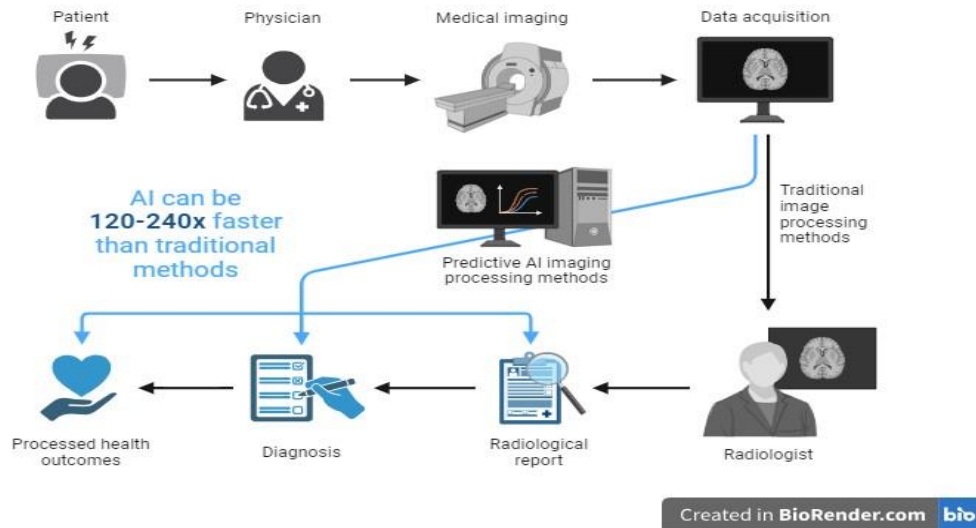 Patient
Physician
Medical imaging
Data acquisition
AI can be
120-240x faster
than traditional
methods
Predictive AI imaging
processing methods
Traditional
image
processing
methods
Processed health
outcomes
Diagnosis
Radiological
report
Radiologist
Created in BioRender.com bio